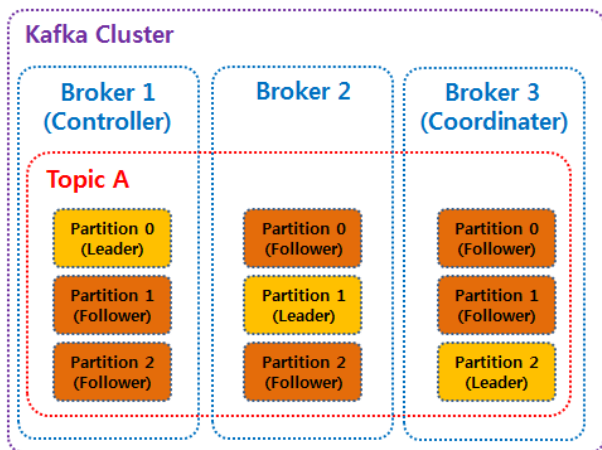 Kafka Cluster
Broker 1
(Controller)
Broker 2
Broker 3
(Coordinater)
Topic A
Partition 0
(Leader)
Partition 0
(Follower)
Partition 0
(Follower)
Partition 1
(Follower)
Partition 1
(Leader)
Partition 1
(Follower)
Partition 2
(Follower)
Partition 2
(Follower)
Partition 2
(Leader)